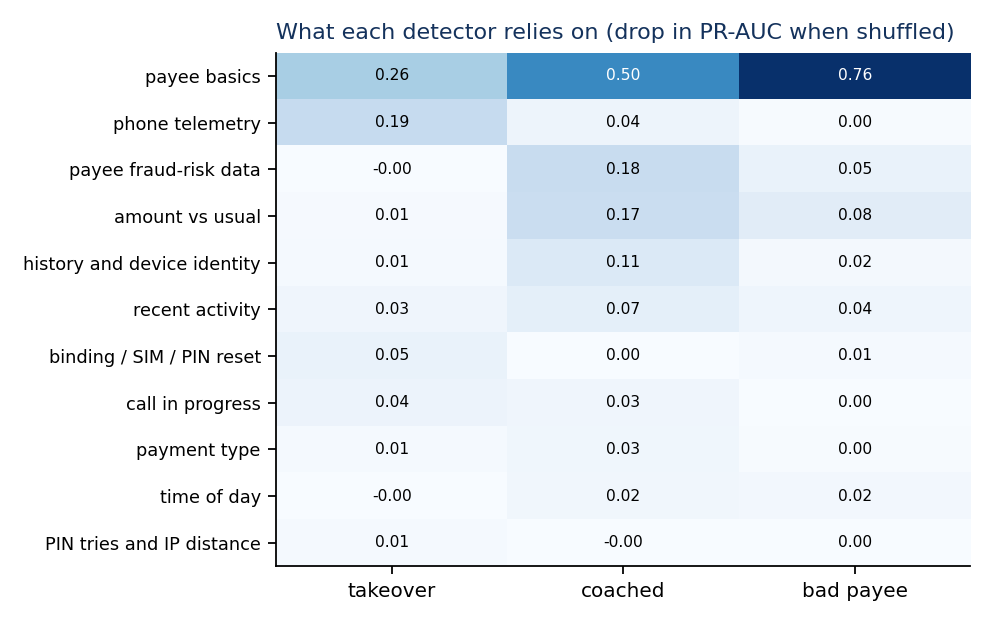 What each detector relies on (drop in PR-AUC when shuffled)
payee basics 0.26 0.50 0.76
phone telemetry 0.19 0.04 0.00
payee fraud-risk data -0.00 0.18 0.05
amount vs usual 0.01 0.17 0.08
history and device identity 0.01 0.11 0.02
recent activity 0.03 0.07 0.04
binding / SIM / PIN reset 0.05 0.00 0.01
call in progress 0.04 0.03 0.00
payment type 0.01 0.03 0.00
time of day -0.00 0.02 0.02
PIN tries and IP distance 0.01 -0.00 0.00
takeover coached bad payee